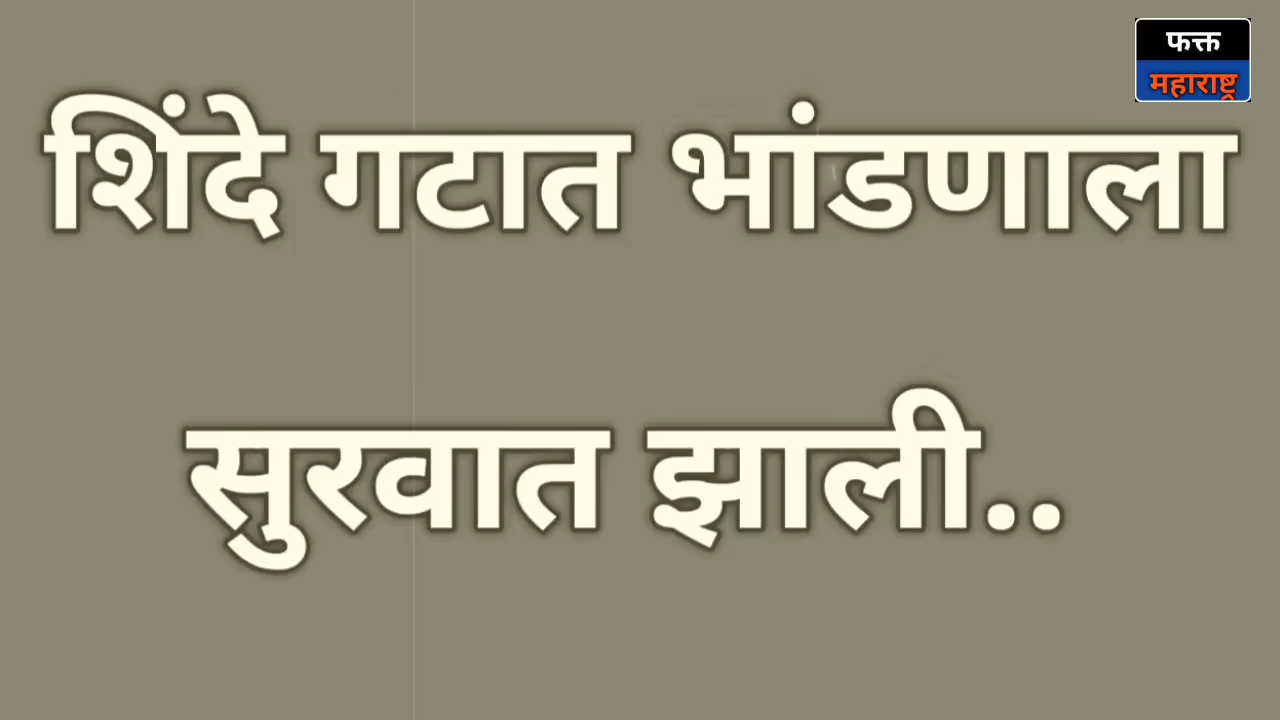 फक्त
महाराष्ट्र
शिंदे गटात भांडणाला
सुरवात झाली..